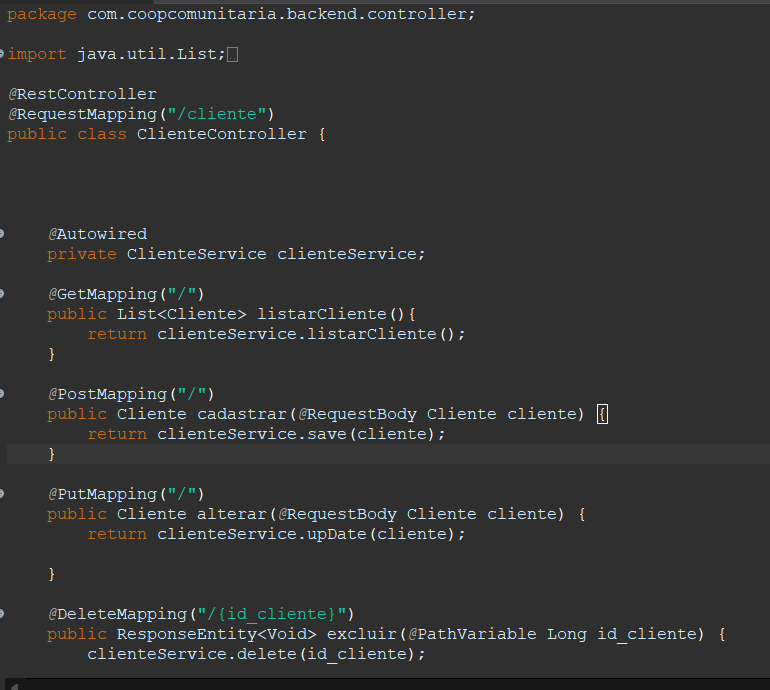 package com.coopcomunitaria.backend.controller;
import java.util.List;
@RestController
@RequestMapping("/cliente")
public class ClienteController {
@Autowired
private ClienteService clienteService;
@GetMapping("/")
public List<Cliente> listarCliente(){
return clienteService.listarCliente();
}
@PostMapping("/")
public Cliente cadastrar(@RequestBody Cliente cliente) {
return clienteService.save(cliente);
}
@PutMapping("/")
public Cliente alterar(@RequestBody Cliente cliente) {
return clienteService.upDate(cliente);
}
@DeleteMapping("/{id_cliente}")
public ResponseEntity<Void> excluir(@PathVariable Long id_cliente) {
clienteService.delete(id_cliente);